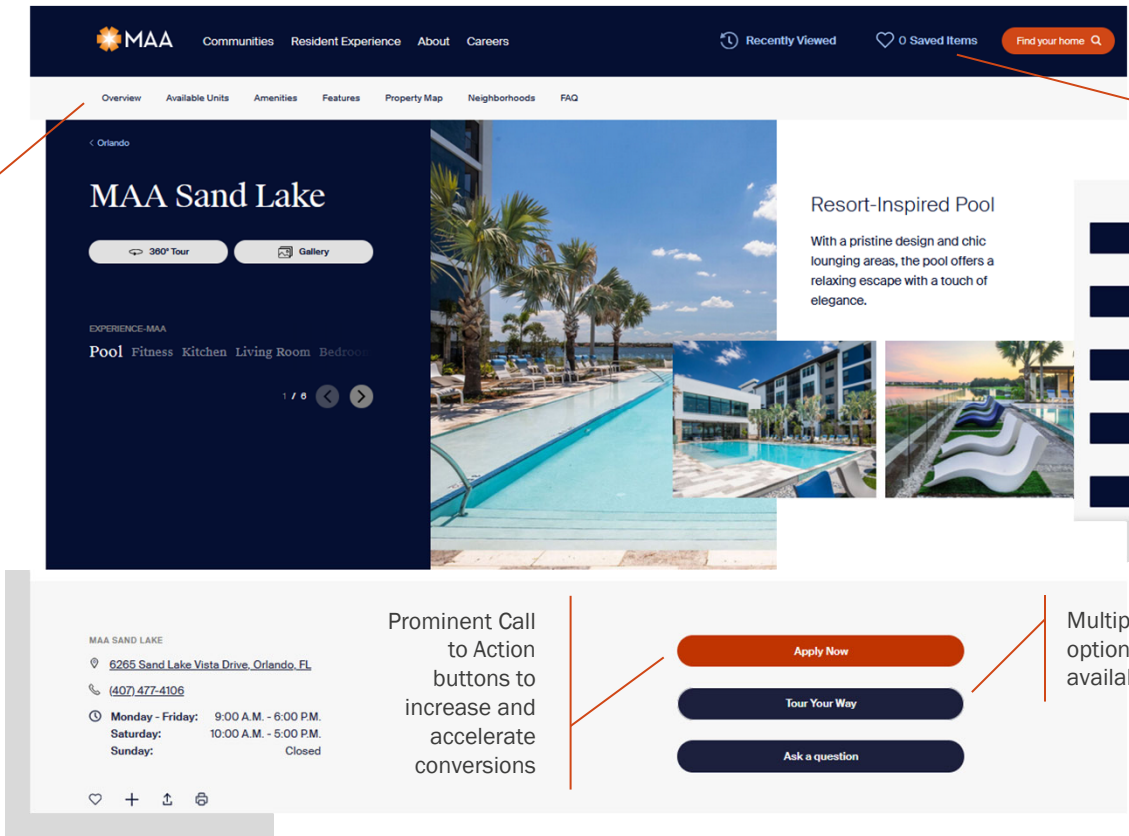 MAA
Communities Resident Experience About Careers
Recently Viewed
0 Saved Items
Find your home
Overview Available Units Amenities Features Property Map Neighborhoods FAQ
< Orlando
MAA Sand Lake
360° Tour
Gallery
EXPERIENCE-MAA
Pool Fitness Kitchen Living Room Bedroo
1 / 6
Resort-Inspired Pool
With a pristine design and chic
lounging areas, the pool offers a
relaxing escape with a touch of
elegance.
MAA SAND LAKE
6265 Sand Lake Vista Drive, Orlando, FL
(407) 477-4106
Monday - Friday: 9:00 A.M. - 6:00 P.M.
Saturday: 10:00 A.M. - 5:00 P.M.
Sunday: Closed
Prominent Call
to Action
buttons to
increase and
accelerate
conversions
Apply Now
Tour Your Way
Ask a question
Multip
option
availal